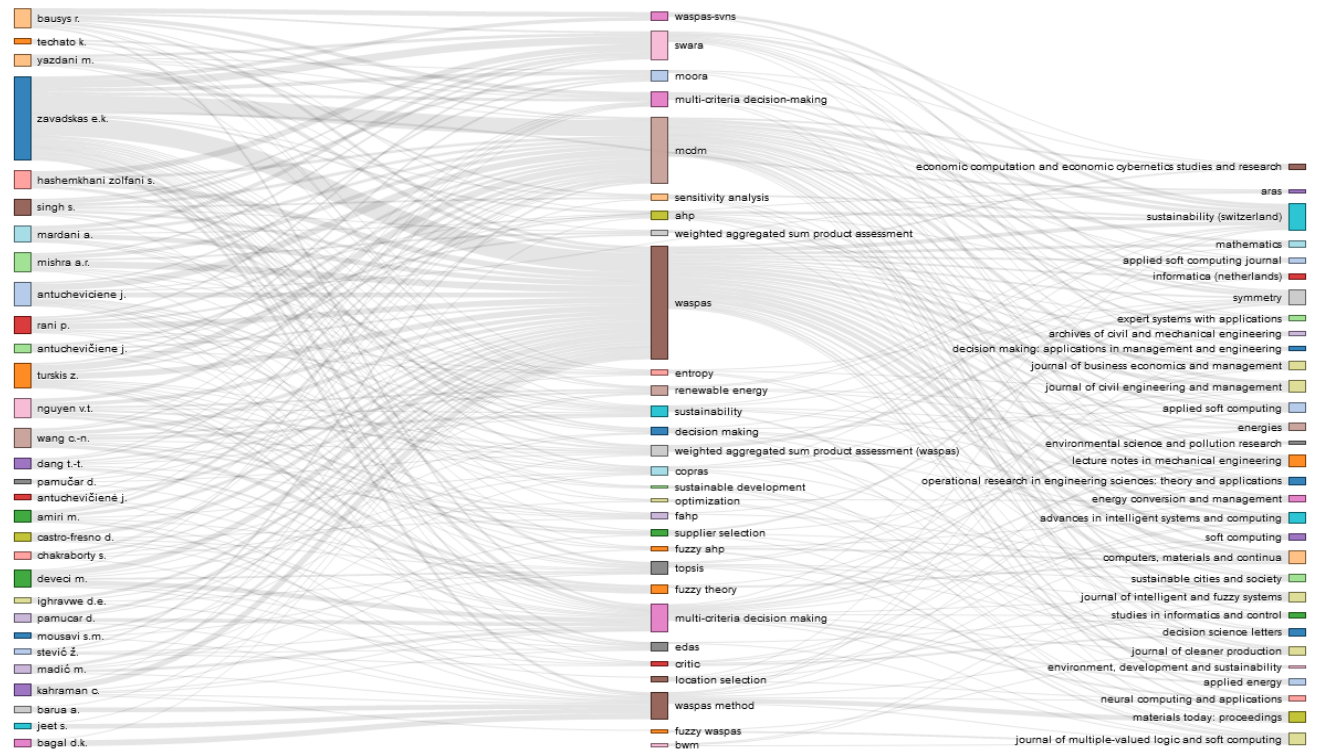 bausys r.
techato k.
yazdani m.
zavadskas e.k.
hashemkhani zolfani s.
singh s.
mardani a.
mishra a.r.
antucheviciene j.
rani p.
antuchevičiene j.
turskis z.
nguyen v.t.
wang c.-n.
dang t.-t.
pamučar d.
antuchevičienė j.
amiri m.
castro-fresno d.
chakraborty s.
deveci m.
ighravwe d.e.
pamucar d.
mousavi s.m.
stević ž.
madić m.
kahraman c.
barua a.
jeet s.
bagal d.k.
waspas-svns
swara
moora
multi-criteria decision-making
mcdm
sensitivity analysis
ahp
weighted aggregated sum product assessment
waspas
entropy
renewable energy
sustainability
decision making
weighted aggregated sum product assessment (waspas)
copras
sustainable development
optimization
fahp
supplier selection
fuzzy ahp
topsis
fuzzy theory
multi-criteria decision making
edas
critic
location selection
waspas method
fuzzy waspas
bwm
economic computation and economic cybernetics studies and research
aras
sustainability (switzerland)
mathematics
applied soft computing journal
informatica (netherlands)
symmetry
expert systems with applications
archives of civil and mechanical engineering
decision making: applications in management and engineering
journal of business economics and management
journal of civil engineering and management
applied soft computing
energies
environmental science and pollution research
lecture notes in mechanical engineering
operational research in engineering sciences: theory and applications
energy conversion and management
advances in intelligent systems and computing
soft computing
computers, materials and continua
sustainable cities and society
journal of intelligent and fuzzy systems
studies in informatics and control
decision science letters
journal of cleaner production
environment, development and sustainability
applied energy
neural computing and applications
materials today: proceedings
journal of multiple-valued logic and soft computing